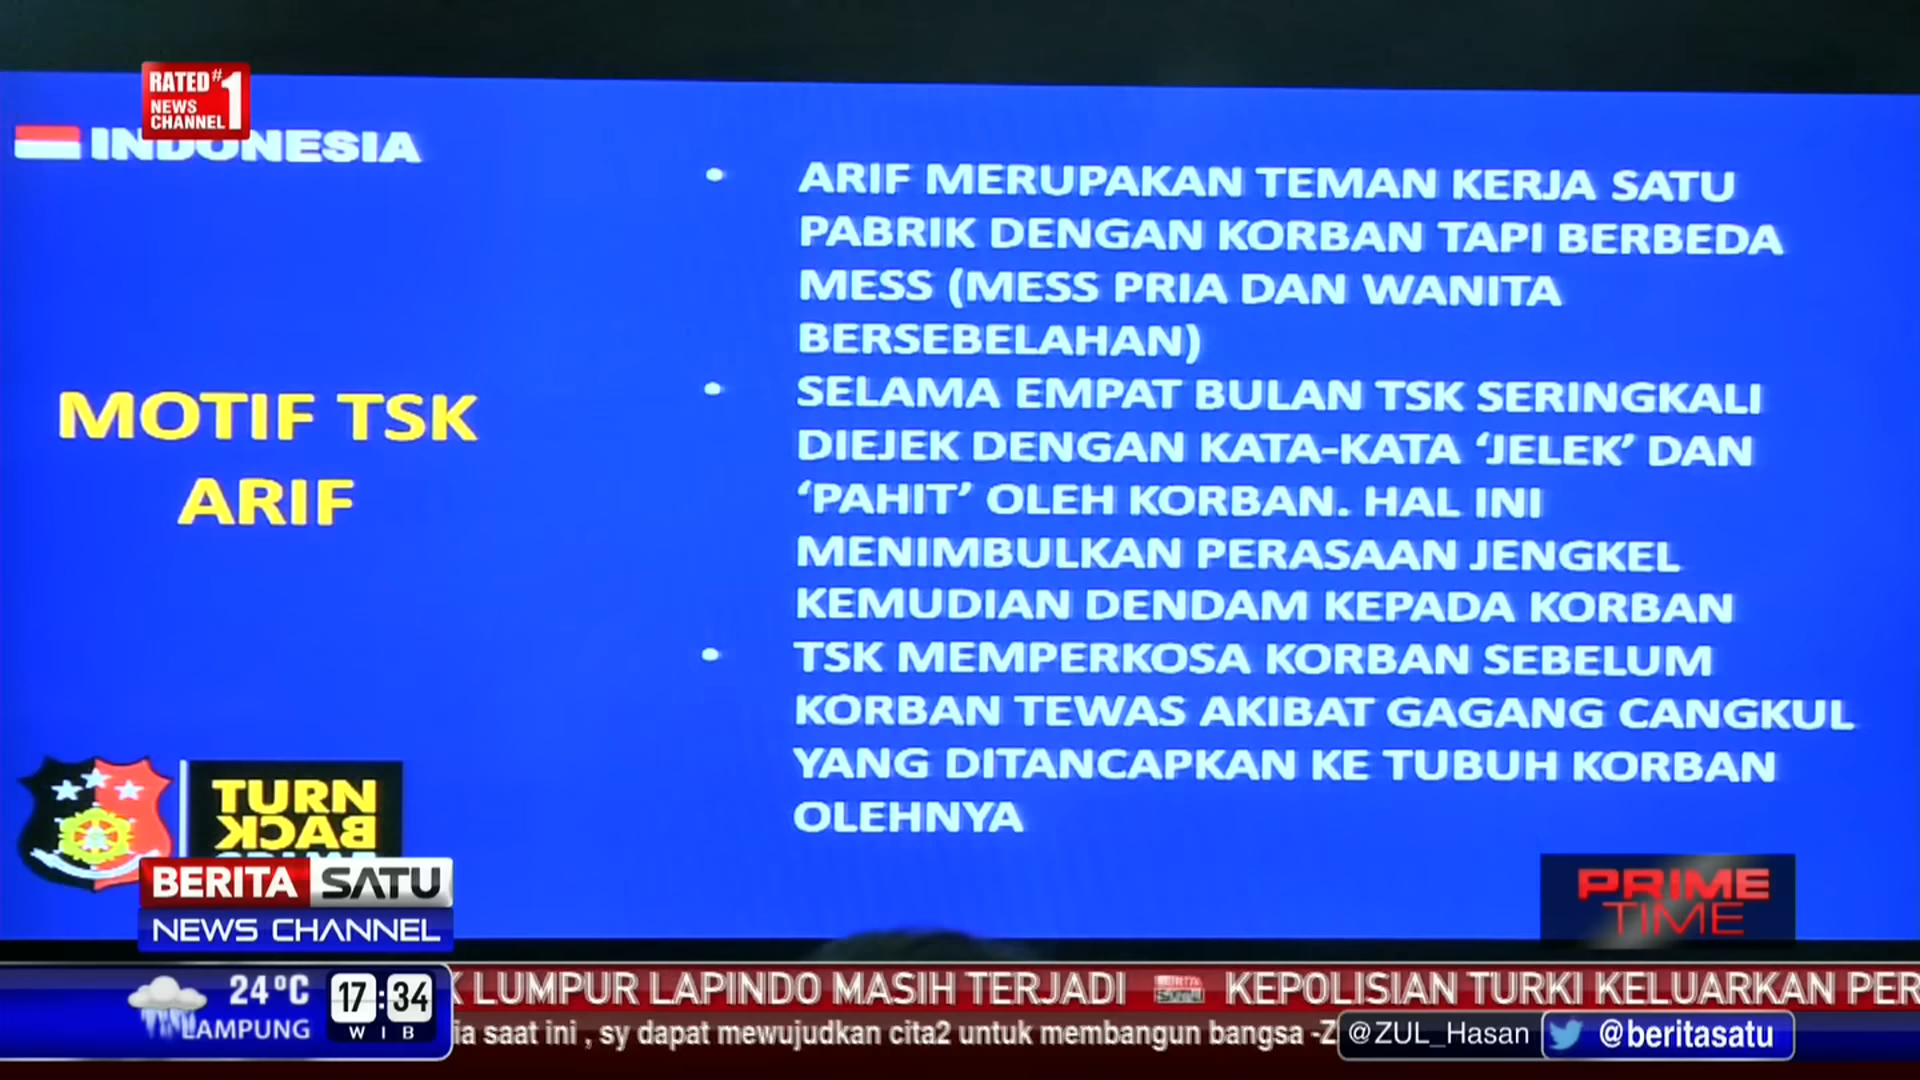 RATED #1
NEWS
CHANNEL
INDONESIA
MOTIF TSK
ARIF
• ARIF MERUPAKAN TEMAN KERJA SATU
PABRIK DENGAN KORBAN TAPI BERBEDA
MESS (MESS PRIA DAN WANITA
BERSEBELAHAN)
• SELAMA EMPAT BULAN TSK SERINGKALI
DIEJEK DENGAN KATA-KATA ‘JELEK’ DAN
‘PAHIT’ OLEH KORBAN. HAL INI
MENIMBULKAN PERASAAN JENGKEL
KEMUDIAN DENDAM KEPADA KORBAN
• TSK MEMPERKOSA KORBAN SEBELUM
KORBAN TEWAS AKIBAT GAGANG CANGKUL
YANG DITANCAPKAN KE TUBUH KORBAN
OLEHNYA
TURN
BACK
BERITA SATU
NEWS CHANNEL
PRIME
TIME
24°C
LAMPUNG
17:34
WIB
K LUMPUR LAPINDO MASIH TERJADI BERITA SATU KEPOLISIAN TURKI KELUARKAN PER
ia saat ini , sy dapat mewujudkan cita2 untuk membangun bangsa -Z @ZUL_Hasan @beritasatu